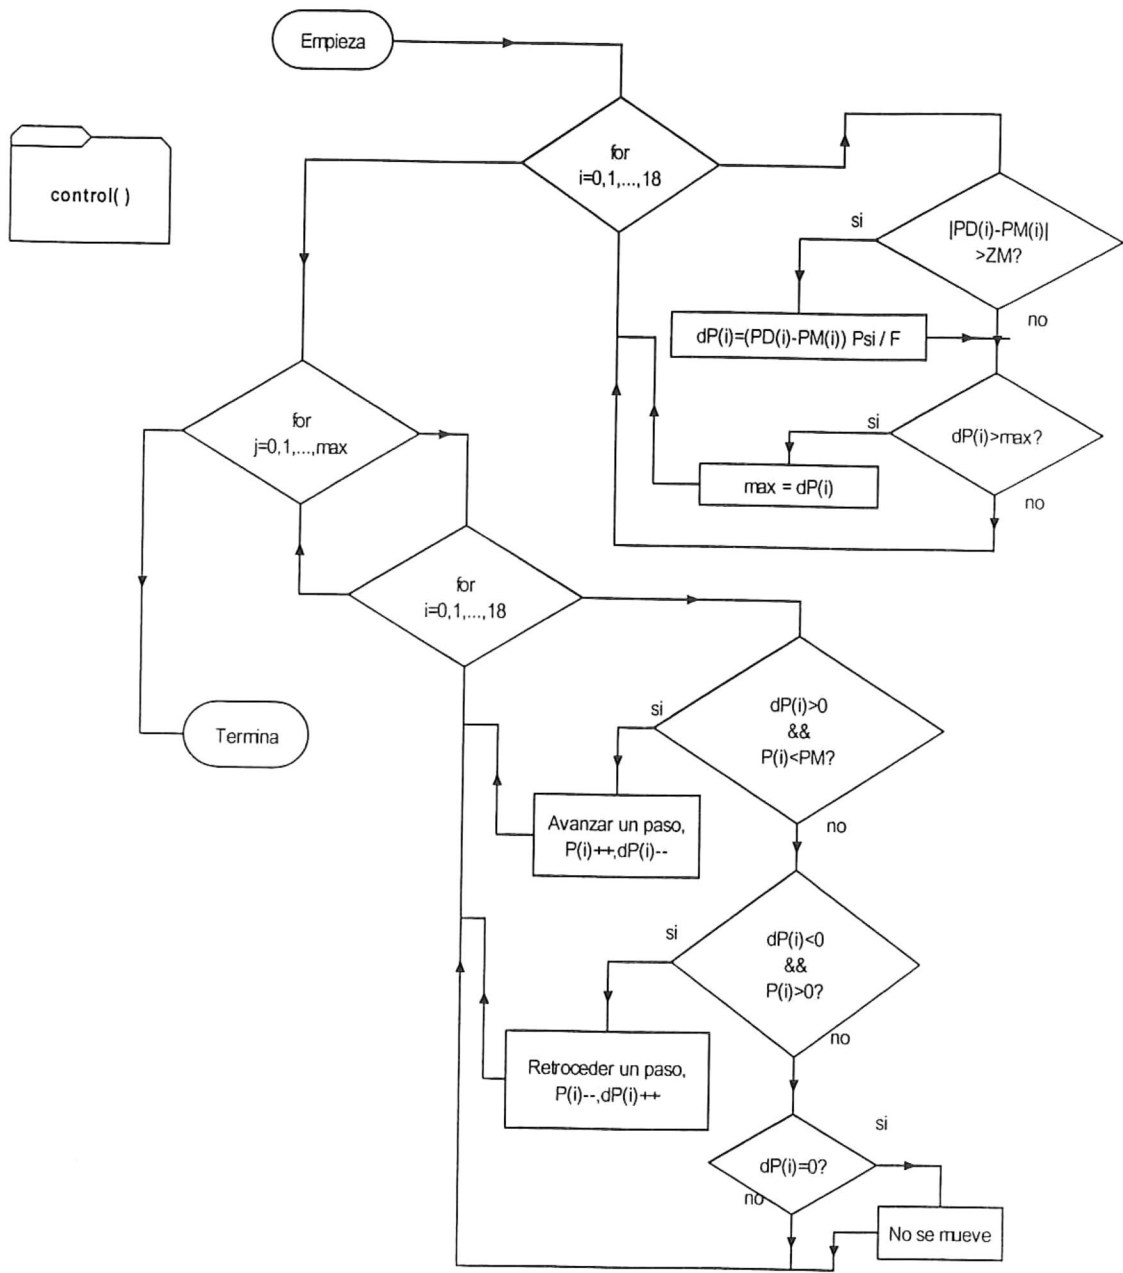 Empieza
for
i=0,1,...,18
control( )
si
|PD(i)-PM(i)|
>ZM?
no
dP(i)=(PD(i)-PM(i)) Psi / F
for
j=0,1,...,max
si
dP(i)>max?
max = dP(i)
no
for
i=0,1,...,18
si
dP(i)>0
&&
P(i)<PM?
Termina
Avanzar un paso,
P(i)++,dP(i)--
no
si
dP(i)<0
&&
P(i)>0?
no
Retroceder un paso,
P(i)--,dP(i)++
si
dP(i)=0?
no
No se mueve